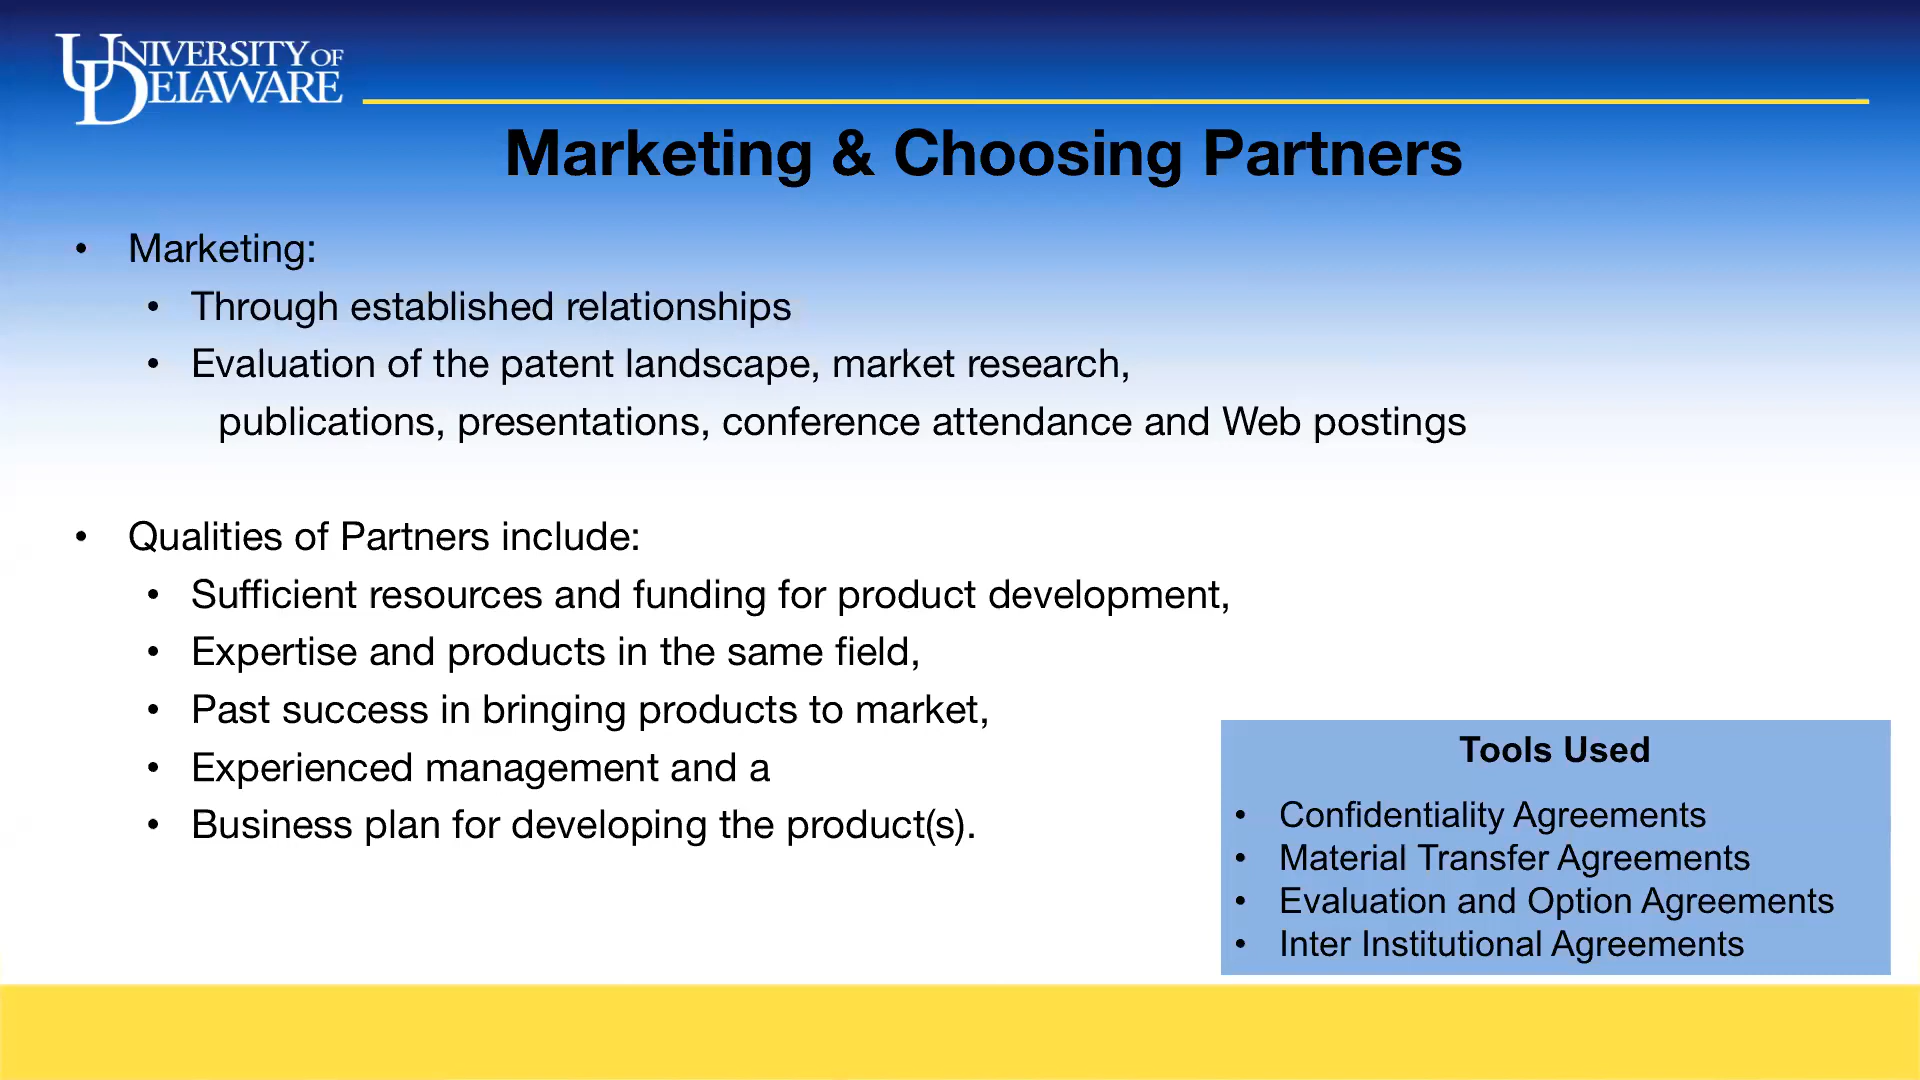 UNIVERSITY OF
DELAWARE
Marketing & Choosing Partners
• Marketing:
• Through established relationships
• Evaluation of the patent landscape, market research,
publications, presentations, conference attendance and Web postings
• Qualities of Partners include:
• Sufficient resources and funding for product development,
• Expertise and products in the same field,
• Past success in bringing products to market,
• Experienced management and a
• Business plan for developing the product(s).
Tools Used
• Confidentiality Agreements
• Material Transfer Agreements
• Evaluation and Option Agreements
• Inter Institutional Agreements